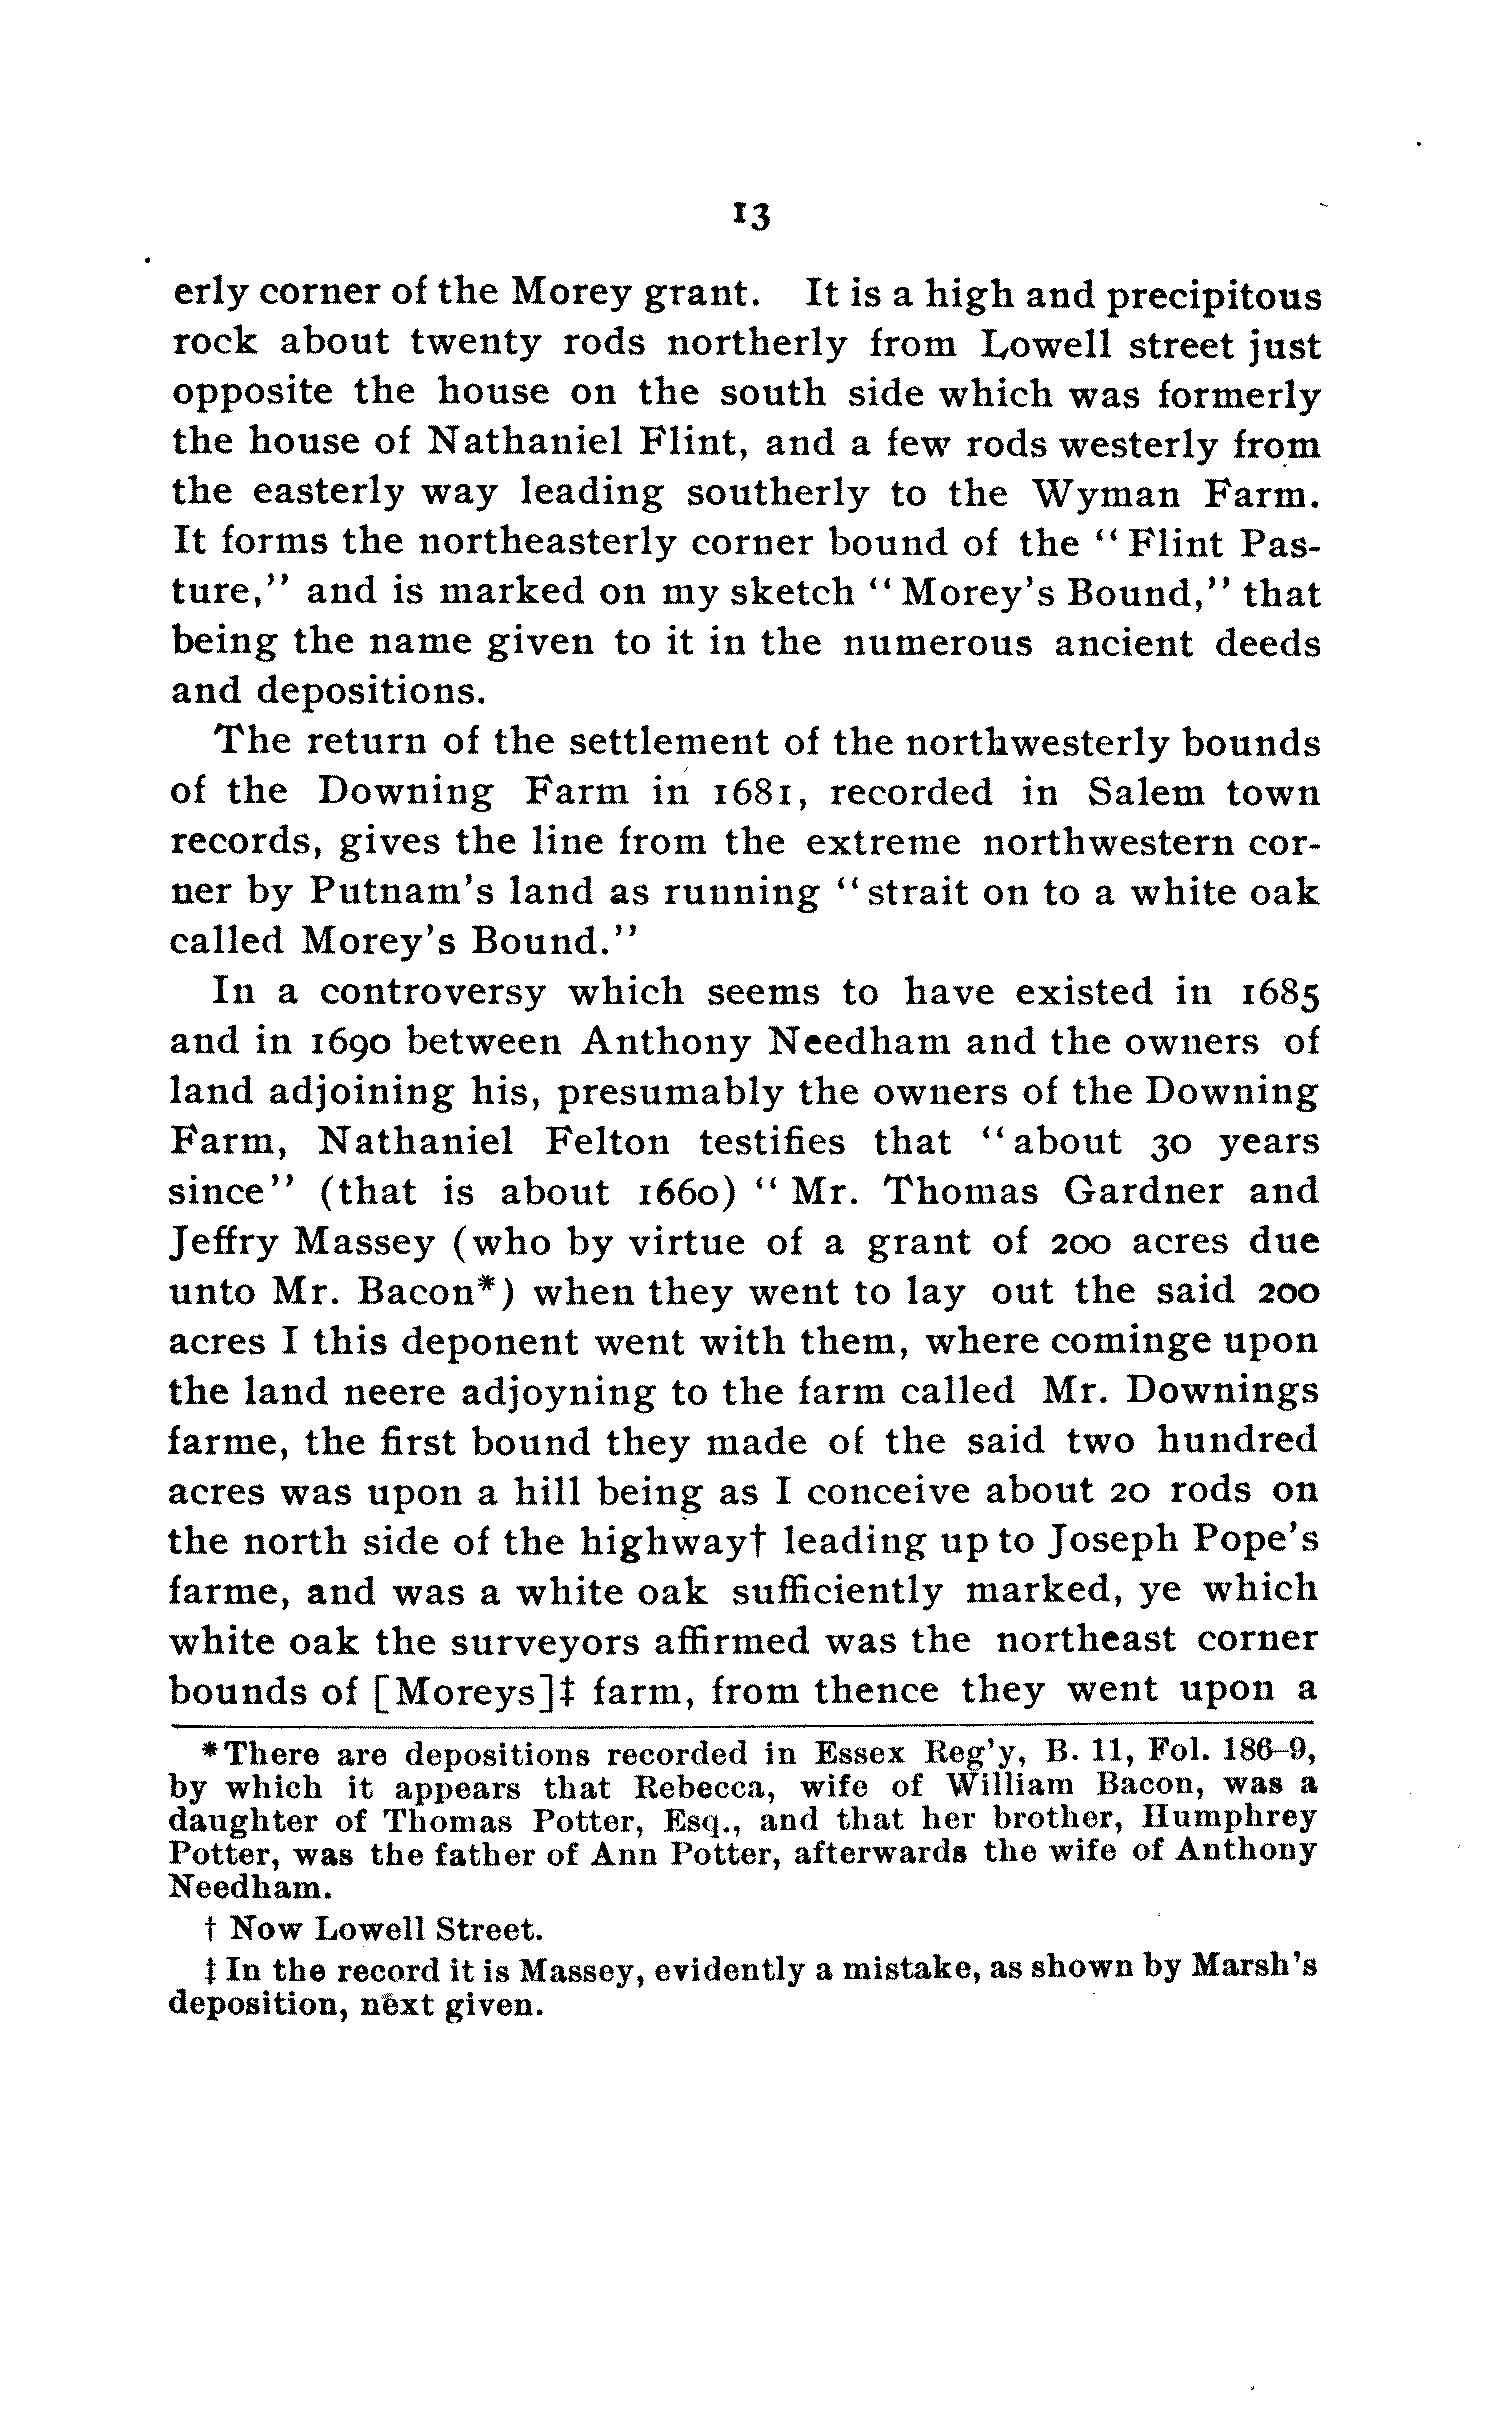 13
erly corner of the Morey grant. It is a high and precipitous
rock about twenty rods northerly from Lowell street just
opposite the house on the south side which was formerly
the house of Nathaniel Flint, and a few rods westerly from
the easterly way leading southerly to the Wyman Farm.
It forms the northeasterly corner bound of the "Flint Pas-
ture," and is marked on my sketch "Morey's Bound," that
being the name given to it in the numerous ancient deeds
and depositions.
The return of the settlement of the northwesterly bounds
of the Downing Farm in 1681, recorded in Salem town
records, gives the line from the extreme northwestern cor-
ner by Putnam's land as running "strait on to a white oak
called Morey's Bound."
In a controversy which seems to have existed in 1685
and in 1690 between Anthony Needham and the owners of
land adjoining his, presumably the owners of the Downing
Farm, Nathaniel Felton testifies that "about 30 years
since" (that is about 1660) "Mr. Thomas Gardner and
Jeffry Massey (who by virtue of a grant of 200 acres due
unto Mr. Bacon*) when they went to lay out the said 200
acres I this deponent went with them, where cominge upon
the land neere adjoyning to the farm called Mr. Downings
farme, the first bound they made of the said two hundred
acres was upon a hill being as I conceive about 20 rods on
the north side of the highway† leading up to Joseph Pope's
farme, and was a white oak sufficiently marked, ye which
white oak the surveyors affirmed was the northeast corner
bounds of [Moreys]‡ farm, from thence they went upon a
*There are depositions recorded in Essex Reg'y, B. 11, Fol. 186–9,
by which it appears that Rebecca, wife of William Bacon, was a
daughter of Thomas Potter, Esq., and that her brother, Humphrey
Potter, was the father of Ann Potter, afterwards the wife of Anthony
Needham.
† Now Lowell Street.
‡ In the record it is Massey, evidently a mistake, as shown by Marsh's
deposition, next given.